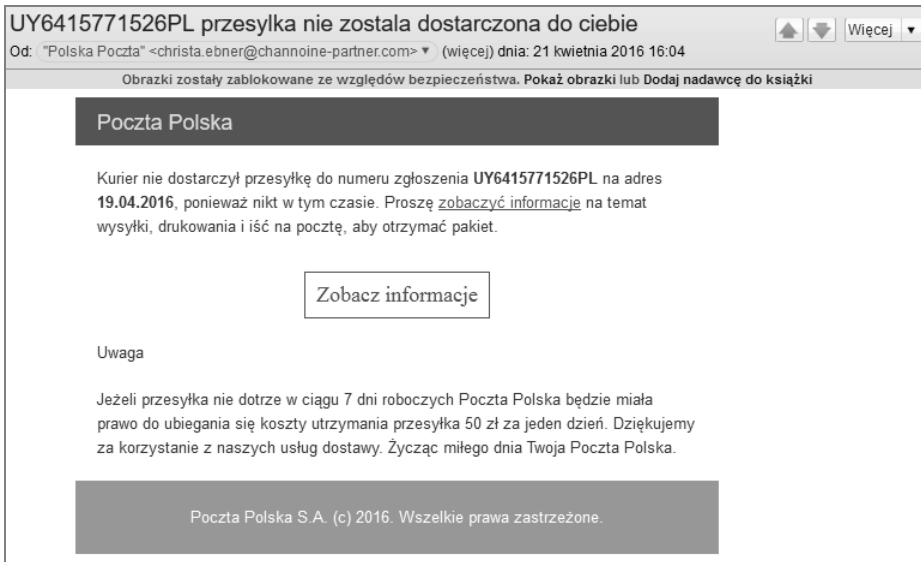 UY6415771526PL przesylka nie zostala dostarczona do ciebie
Więcej ▼
Od: "Polska Poczta" <christa.ebner@channoine-partner.com> ▼ (więcej) dnia: 21 kwietnia 2016 16:04
Obrazki zostały zablokowane ze względów bezpieczeństwa. Pokaż obrazki lub Dodaj nadawcę do książki
Poczta Polska
Kurier nie dostarczył przesyłkę do numeru zgłoszenia UY6415771526PL na adres
19.04.2016, ponieważ nikt w tym czasie. Proszę zobaczyć informacje na temat
wysyłki, drukowania i iść na pocztę, aby otrzymać pakiet.
Zobacz informacje
Uwaga
Jeżeli przesyłka nie dotrze w ciągu 7 dni roboczych Poczta Polska będzie miała
prawo do ubiegania się koszty utrzymania przesyłka 50 zł za jeden dzień. Dziękujemy
za korzystanie z naszych usług dostawy. Życząc miłego dnia Twoja Poczta Polska.
Poczta Polska S.A. (c) 2016. Wszelkie prawa zastrzeżone.